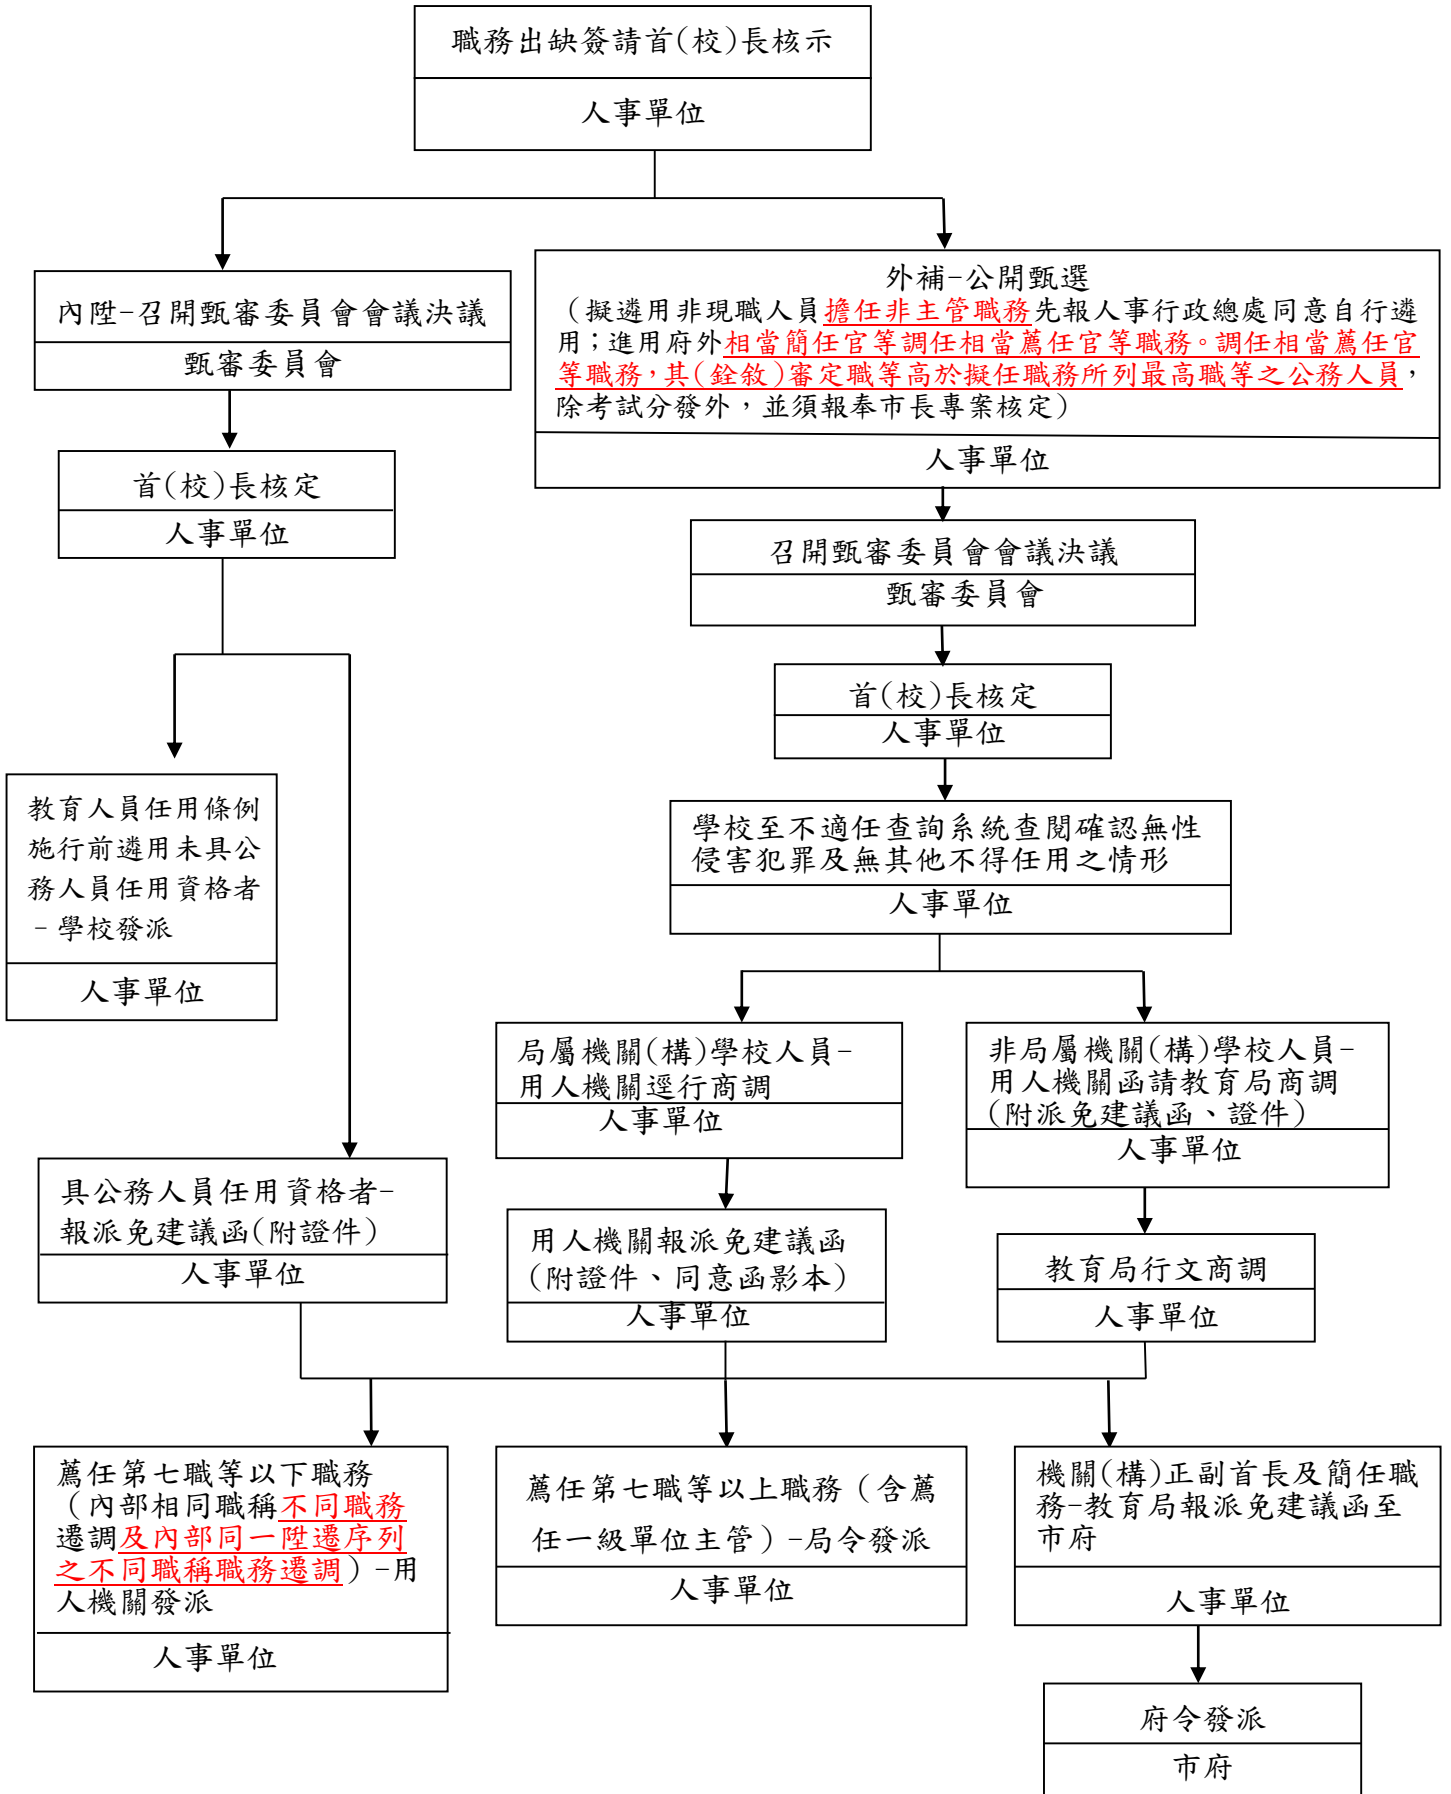 職務出缺簽請首(校)長核示
人事單位
內陞-召開甄審委員會會議決議
甄審委員會
外補-公開甄選
（擬遴用非現職人員擔任非主管職務先報人事行政總處同意自行遴
用；進用府外相當簡任官等調任相當薦任官等職務。調任相當薦任官
等職務，其(銓敘)審定職等高於擬任職務所列最高職等之公務人員，
除考試分發外，並須報奉市長專案核定）
人事單位
首(校)長核定
人事單位
召開甄審委員會會議決議
甄審委員會
首(校)長核定
人事單位
教育人員任用條例
施行前遴用未具公
務人員任用資格者
-學校發派
人事單位
學校至不適任查詢系統查閱確認無性
侵害犯罪及無其他不得任用之情形
人事單位
局屬機關(構)學校人員-
用人機關逕行商調
人事單位
非局屬機關(構)學校人員-
用人機關函請教育局商調
(附派免建議函、證件)
人事單位
具公務人員任用資格者-
報派免建議函(附證件)
人事單位
用人機關報派免建議函
(附證件、同意函影本)
人事單位
教育局行文商調
人事單位
薦任第七職等以下職務
（內部相同職稱不同職務
遷調及內部同一陞遷序列
之不同職稱職務遷調）-用
人機關發派
人事單位
薦任第七職等以上職務（含薦
任一級單位主管）-局令發派
人事單位
機關(構)正副首長及簡任職
務-教育局報派免建議函至
市府
人事單位
府令發派
市府